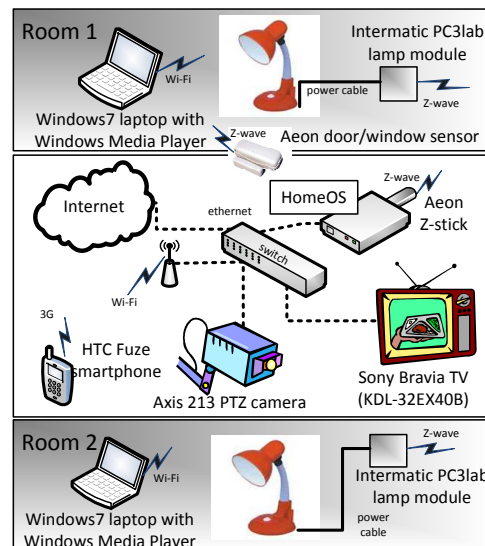 Room 1
Intermatic PC3lab
lamp module
Wi-Fi
power cable
Z-wave
Windows7 laptop with
Windows Media Player
Z-wave
Aeon door/window sensor
Internet
ethernet
HomeOS
Z-wave
Aeon
Z-stick
switch
Wi-Fi
3G
HTC Fuze
smartphone
Axis 213 PTZ camera
Sony Bravia TV
(KDL-32EX40B)
Room 2
Z-wave
Wi-Fi
Intermatic PC3lab
lamp module
Windows7 laptop with
Windows Media Player
power
cable